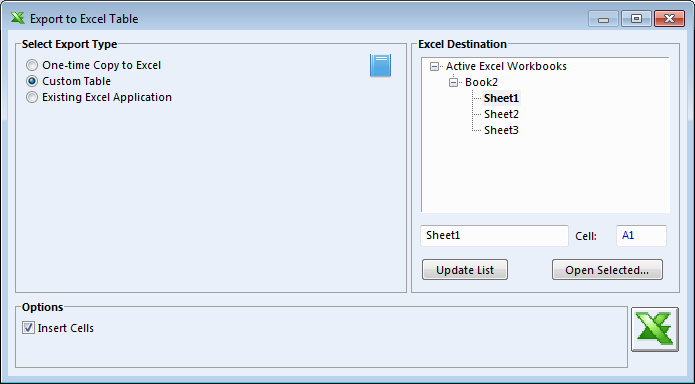 Export to Excel Table
Select Export Type
One-time Copy to Excel
Custom Table
Existing Excel Application
Excel Destination
Active Excel Workbooks
Book2
Sheet1
Sheet2
Sheet3
Sheet1 Cell: A1
Update List Open Selected...
Options
Insert Cells